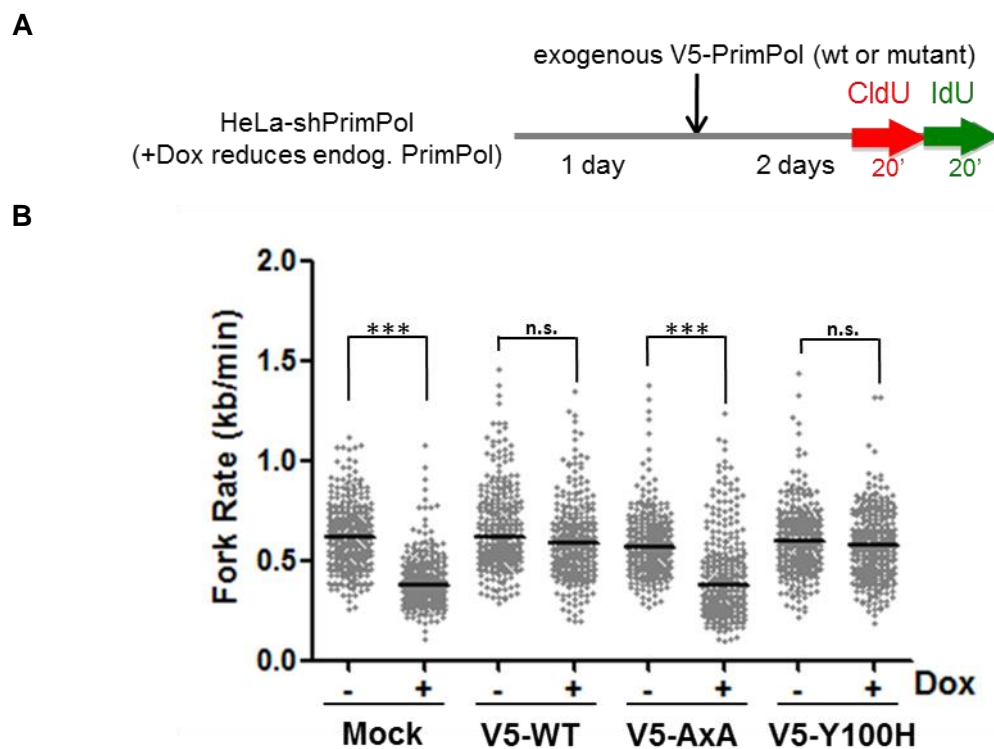 A
exogenous V5-PrimPol (wt or mutant)
CldU IdU
HeLa-shPrimPol
(+Dox reduces endog. PrimPol)
1 day
2 days
20' 20'
B
Fork Rate (kb/min)
2.0
1.5
1.0
0.5
0.0
*** n.s. *** n.s.
- + - + - + - + Dox
Mock V5-WT V5-AxA V5-Y100H